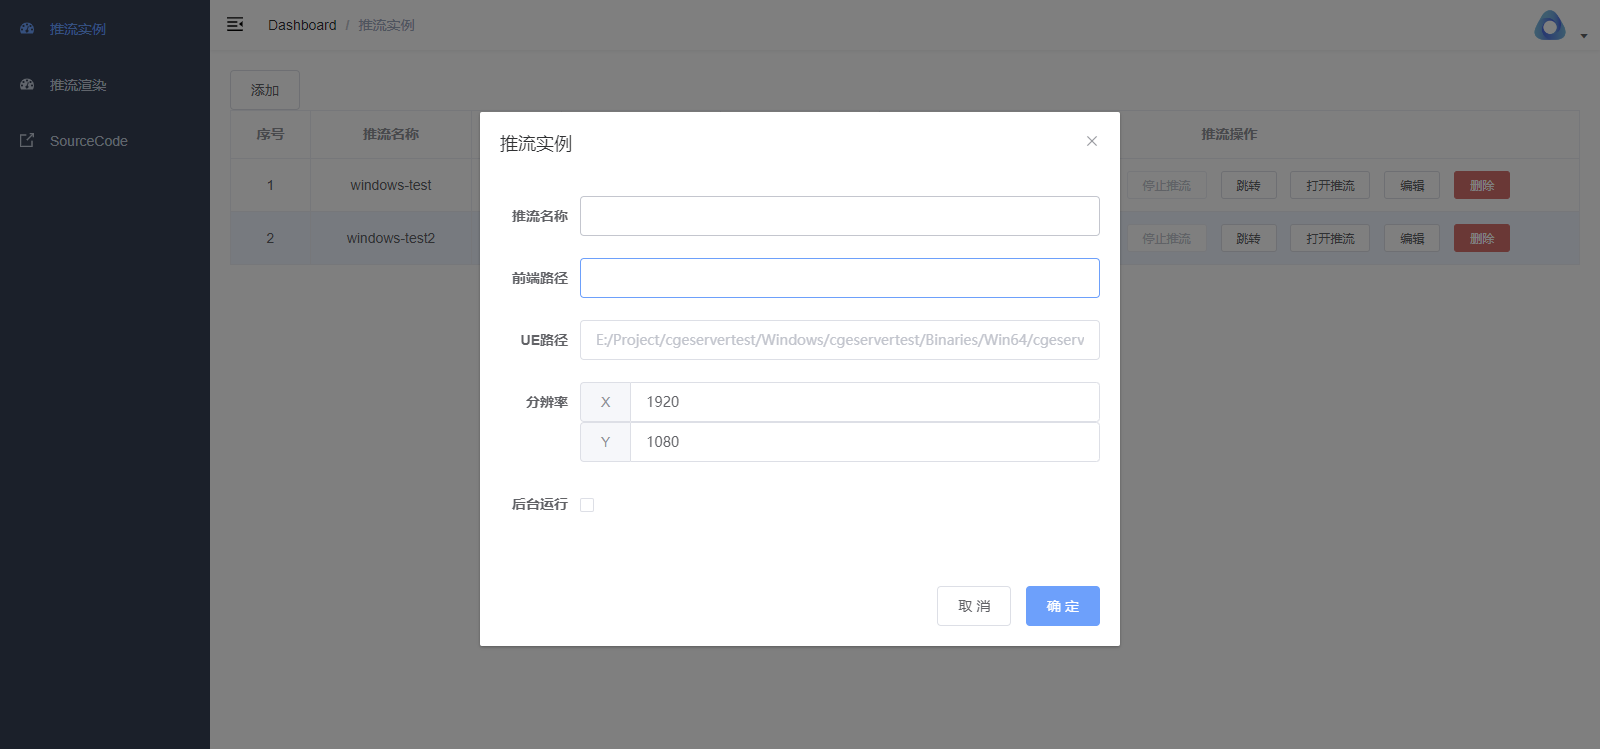 推流实例
推流渲染
SourceCode
Dashboard / 推流实例
添加
序号 推流名称 推流操作
1 windows-test 停止推流 跳转 打开推流 编辑 删除
2 windows-test2 停止推流 跳转 打开推流 编辑 删除
推流实例
推流名称
前端路径
UE路径 E:/Project/cgeservertest/Windows/cgeservertest/Binaries/Win64/cgeserv
分辨率 X 1920
Y 1080
后台运行
取 消 确 定